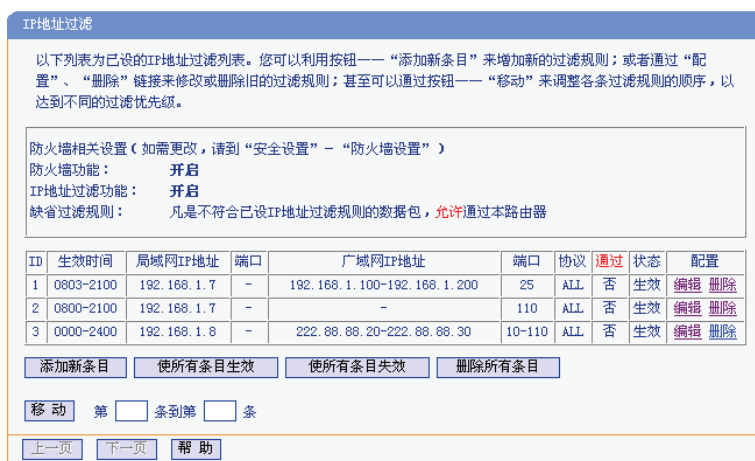 IP地址过滤
以下列表为已设的IP地址过滤列表。您可以利用按钮——“添加新条目”来增加新的过滤规则；或者通过“配
置”、“删除”链接来修改或删除旧的过滤规则；甚至可以通过按钮——“移动”来调整各条过滤规则的顺序，以
达到不同的过滤优先级。
防火墙相关设置(如需更改，请到“安全设置”－“防火墙设置”)
防火墙功能： 开启
IP地址过滤功能： 开启
缺省过滤规则： 凡是不符合已设IP地址过滤规则的数据包，允许通过本路由器
ID 生效时间 局域网IP地址 端口 广域网IP地址 端口 协议 通过 状态 配置
1 0803-2100 192.168.1.7 - 192.168.1.100-192.168.1.200 25 ALL 否 生效 编辑 删除
2 0800-2100 192.168.1.7 - - 110 ALL 否 生效 编辑 删除
3 0000-2400 192.168.1.8 - 222.88.88.20-222.88.88.30 10-110 ALL 否 生效 编辑 删除
添加新条目 使所有条目生效 使所有条目失效 删除所有条目
移动 第 条到第 条
上一页 下一页 帮助